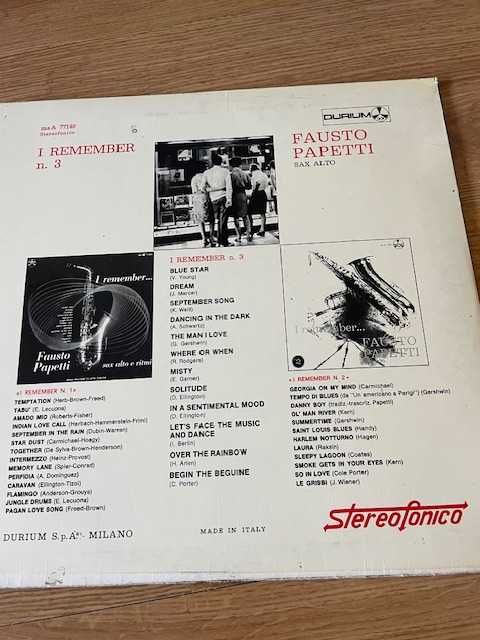 ms A 77149
Stereofonico
I REMEMBER
n. 3
DURIUM
FAUSTO
PAPETTI
SAX ALTO
I remember...
Fausto
Papetti
sax alto e ritmi
«I REMEMBER N. 1»
TEMPTATION (Herb-Brown-Freed)
TABU' (E. Lecuona)
AMADO MIO (Roberts-Fisher)
INDIAN LOVE CALL (Harbach-Hammerstein-Friml)
SEPTEMBER IN THE RAIN (Dubin-Warren)
STAR DUST (Carmichael-Hoagy)
TOGETHER (De Sylva-Brown-Henderson)
INTERMEZZO (Heinz-Provost)
MEMORY LANE (Spier-Conrad)
PERFIDIA (A. Dominguez)
CARAVAN (Ellington-Tizol)
FLAMINGO (Anderson-Grouya)
JUNGLE DRUMS (E. Lecuona)
PAGAN LOVE SONG (Freed-Brown)
I REMEMBER n. 3
BLUE STAR
(V. Young)
DREAM
(J. Mercer)
SEPTEMBER SONG
(K. Weill)
DANCING IN THE DARK
(A. Schwartz)
THE MAN I LOVE
(G. Gershwin)
WHERE OR WHEN
(R. Rodgers)
MISTY
(E. Garner)
SOLITUDE
(D. Ellington)
IN A SENTIMENTAL MOOD
(D. Ellington)
LET'S FACE THE MUSIC
AND DANCE
(I. Berlin)
OVER THE RAINBOW
(H. Arlen)
BEGIN THE BEGUINE
(C. Porter)
I remember...
FAUSTO
PAPETTI
2
«I REMEMBER N. 2»
GEORGIA ON MY MIND (Carmichael)
TEMPO DI BLUES (da "Un americano a Parigi") (Gershwin)
DANNY BOY (tradiz.-trascriz. Papetti)
OL' MAN RIVER (Kern)
SUMMERTIME (Gershwin)
SAINT LOUIS BLUES (Handy)
HARLEM NOTTURNO (Hagen)
LAURA (Raksin)
SLEEPY LAGOON (Coates)
SMOKE GETS IN YOUR EYES (Kern)
SO IN LOVE (Cole Porter)
LE GRISBI (J. Wiener)
Stereofonico
DURIUM S.p.A. - MILANO
MADE IN ITALY